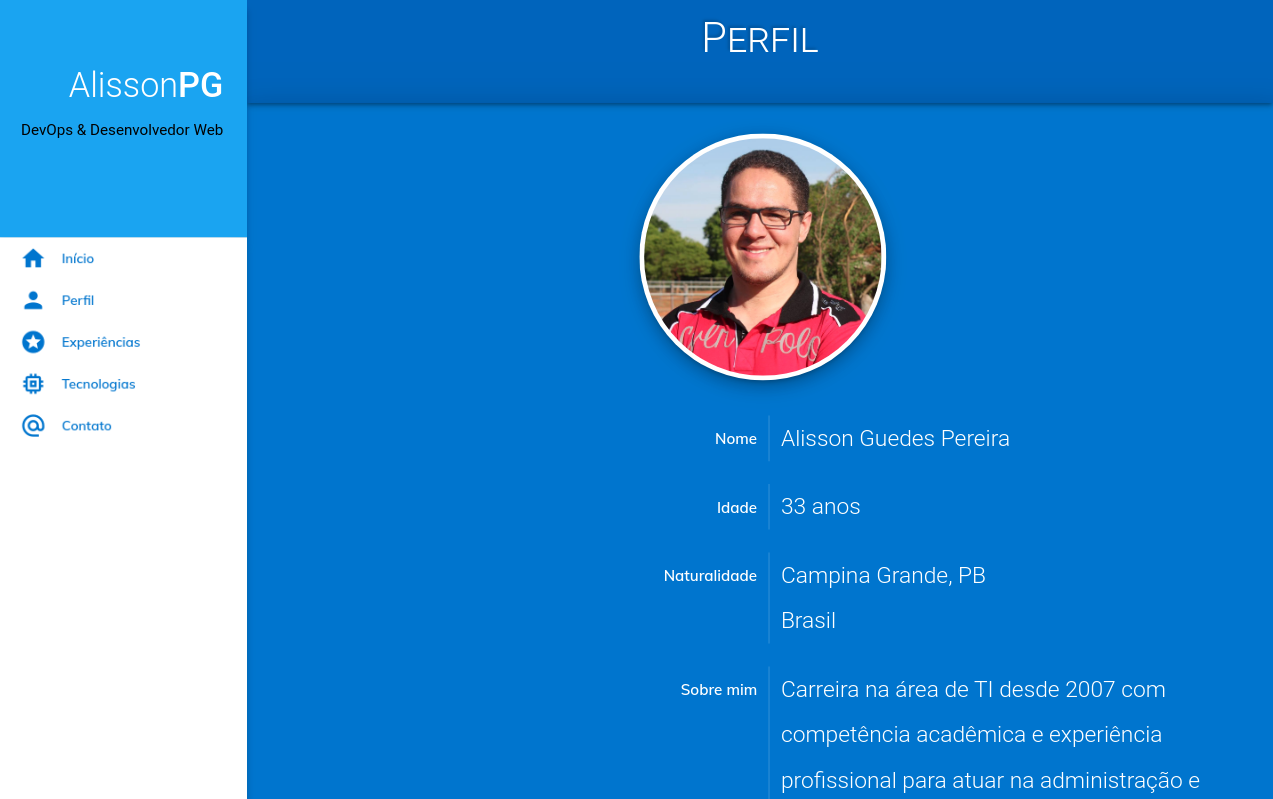 AlissonPG
DevOps & Desenvolvedor Web
Início
Perfil
Experiências
Tecnologias
Contato
PERFIL
Nome
Alisson Guedes Pereira
Idade
33 anos
Naturalidade
Campina Grande, PB
Brasil
Sobre mim
Carreira na área de TI desde 2007 com
competência acadêmica e experiência
profissional para atuar na administração e